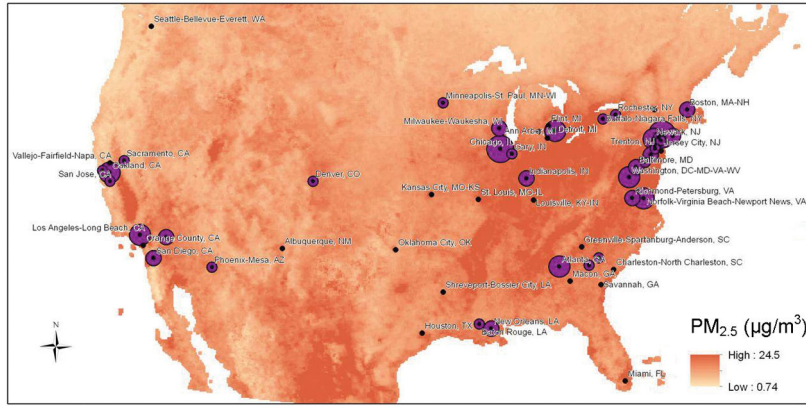 Seattle-Bellevue-Everett, WA
Minneapolis-St. Paul, MN-WI
Rochester, NY
Boston, MA-NH
Buffalo-Niagara-Falls, NY
Milwaukee-Waukesha, WI
Flint, MI
Ann Arbor, MI
Detroit, MI
Newark, NJ
Trenton, NJ
Jersey City, NJ
Chicago, IL
Gary, IN
Vallejo-Fairfield-Napa, CA
Sacramento, CA
Oakland, CA
Baltimore, MD
Washington, DC-MD-VA-WV
San Jose, CA
Denver, CO
Indianapolis, IN
Kansas City, MO-KS
St. Louis, MO-IL
Louisville, KY-IN
Richmond-Petersburg, VA
Norfolk-Virginia Beach-Newport News, VA
Los Angeles-Long Beach, CA
Orange County, CA
Albuquerque, NM
Oklahoma City, OK
Greenville-Spartanburg-Anderson, SC
San Diego, CA
Phoenix-Mesa, AZ
Atlanta, GA
Charleston-North Charleston, SC
Macon, GA
Savannah, GA
Shreveport-Bossier City, LA
New Orleans, LA
Houston, TX
Baton Rouge, LA
Miami, FL
N
PM2.5 (µg/m³)
High : 24.5
Low : 0.74